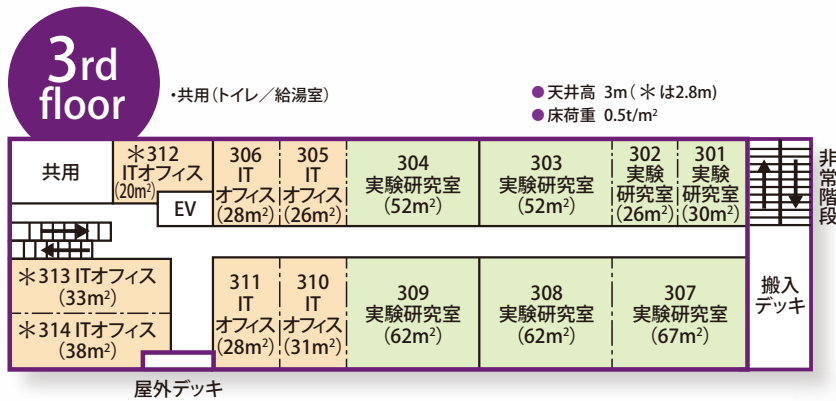 3rd
floor
・共用(トイレ／給湯室)
●天井高 3m(＊は2.8m)
●床荷重 0.5t/m²
共用
＊312
ITオフィス
(20m²)
EV
306
IT
オフィス
(28m²)
305
IT
オフィス
(26m²)
304
実験研究室
(52m²)
303
実験研究室
(52m²)
302
実験
研究室
(26m²)
301
実験
研究室
(30m²)
非常階段
＊313 ITオフィス
(33m²)
＊314 ITオフィス
(38m²)
311
IT
オフィス
(28m²)
310
IT
オフィス
(31m²)
309
実験研究室
(62m²)
308
実験研究室
(62m²)
307
実験研究室
(67m²)
搬入
デッキ
屋外デッキ